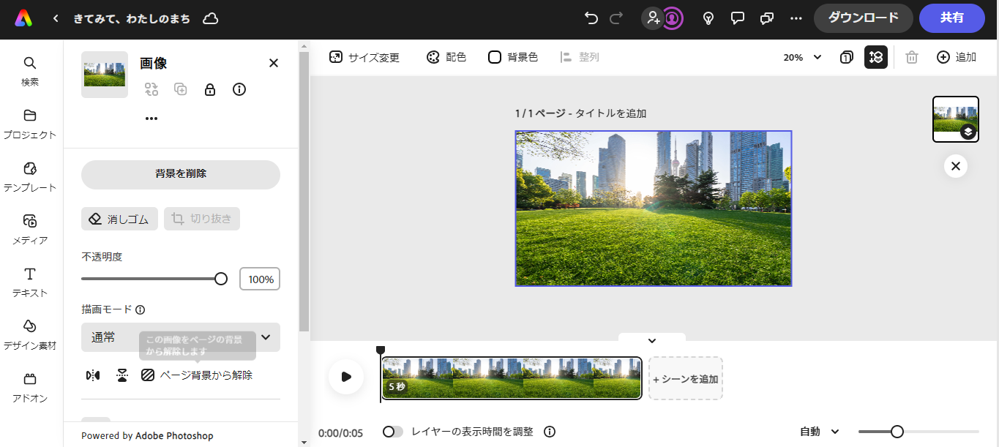 きてみて、わたしのまち
ダウンロード
共有
検索
プロジェクト
テンプレート
メディア
テキスト
デザイン素材
アドオン
画像
背景を削除
消しゴム
切り抜き
不透明度
100%
描画モード
通常
この画像をページの背景
から解除します
ページ背景から解除
Powered by Adobe Photoshop
サイズ変更
配色
背景色
整列
20%
1
追加
1 / 1 ページ - タイトルを追加
5 秒
+ シーンを追加
0:00/0:05
レイヤーの表示時間を調整
自動